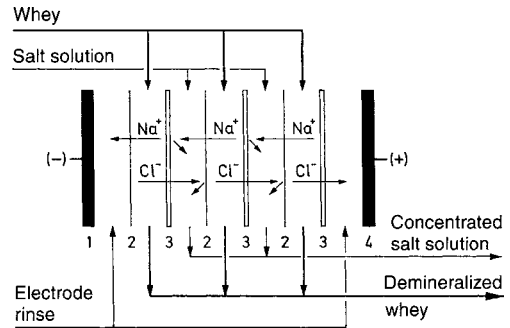 Whey
Salt solution
Na⁺ Na⁺ Na⁺
(−) (+)
Cl⁻ Cl⁻ Cl⁻
1 2 3 2 3 2 3 4
Concentrated
salt solution
Demineralized
whey
Electrode
rinse